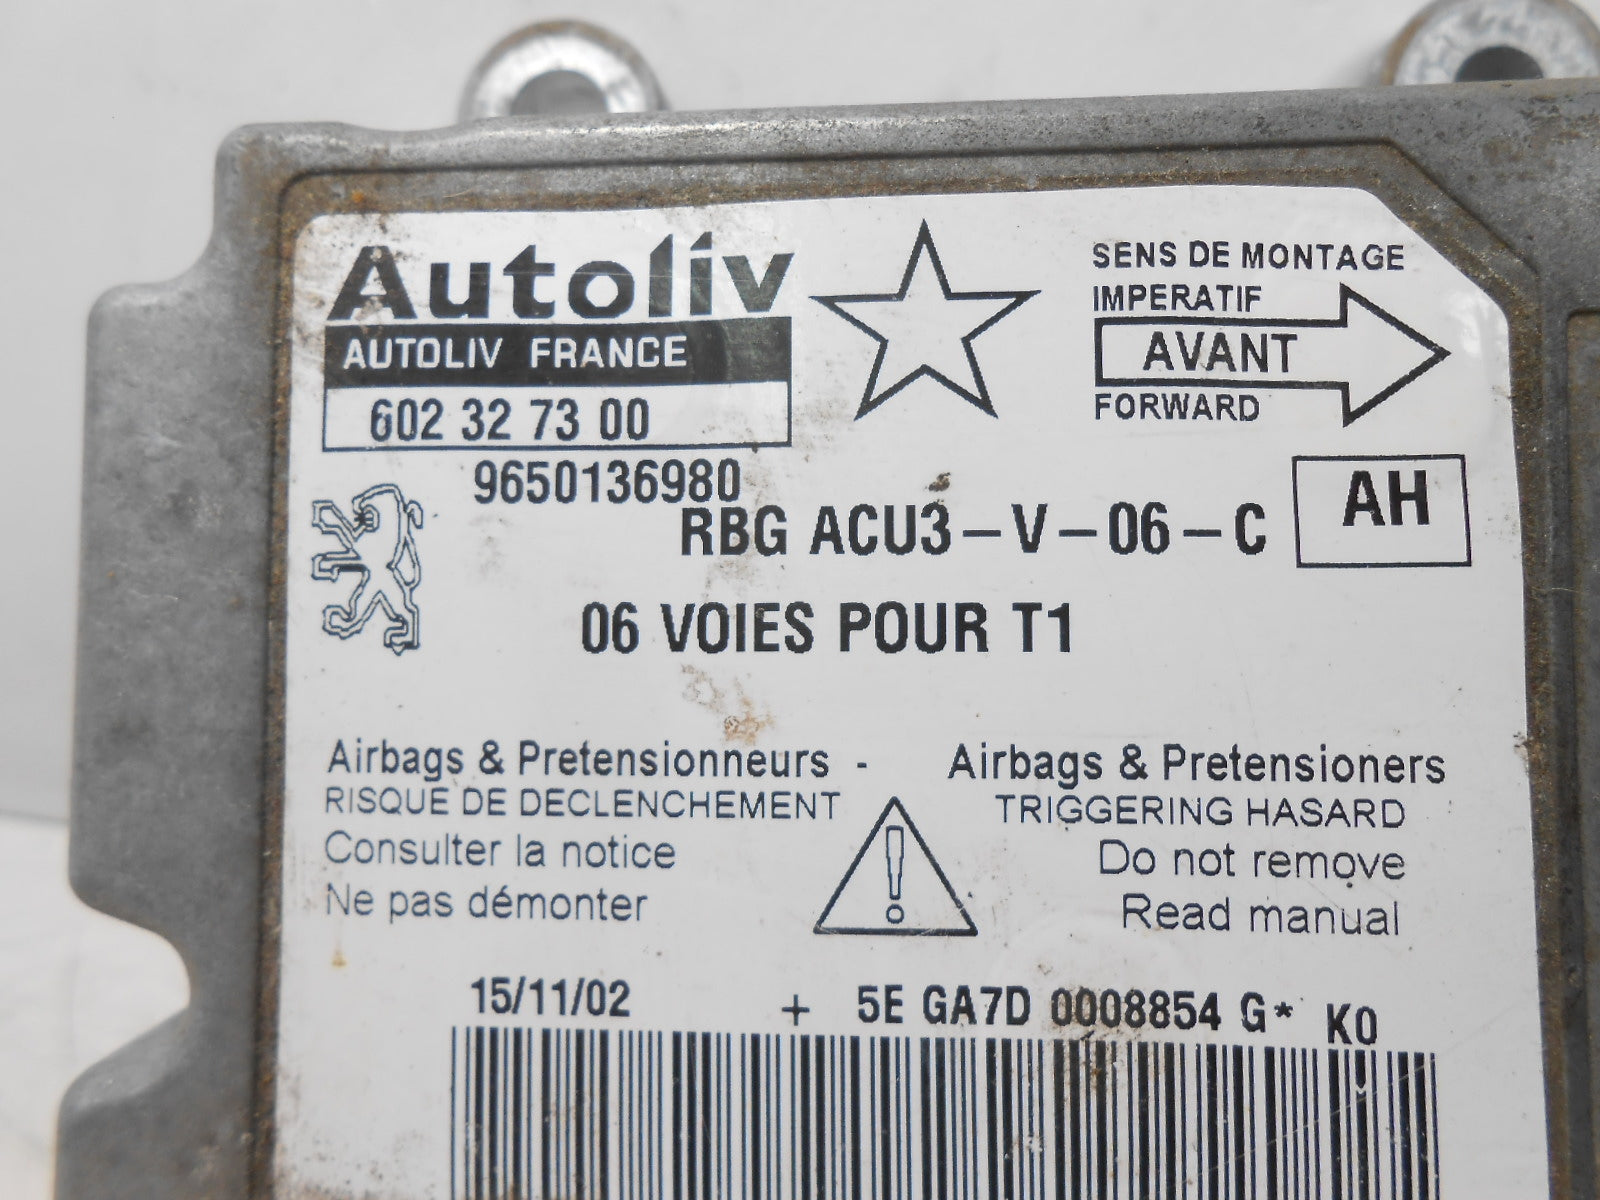 Autoliv
AUTOLIV FRANCE
602 32 73 00
9650136980
SENS DE MONTAGE
IMPERATIF
AVANT
FORWARD
RBG ACU3-V-06-C
AH
06 VOIES POUR T1
Airbags & Pretensionneurs -
RISQUE DE DECLENCHEMENT
Consulter la notice
Ne pas démonter
Airbags & Pretensioners
TRIGGERING HASARD
Do not remove
Read manual
15/11/02 + 5E GA7D 0008854 G* K0